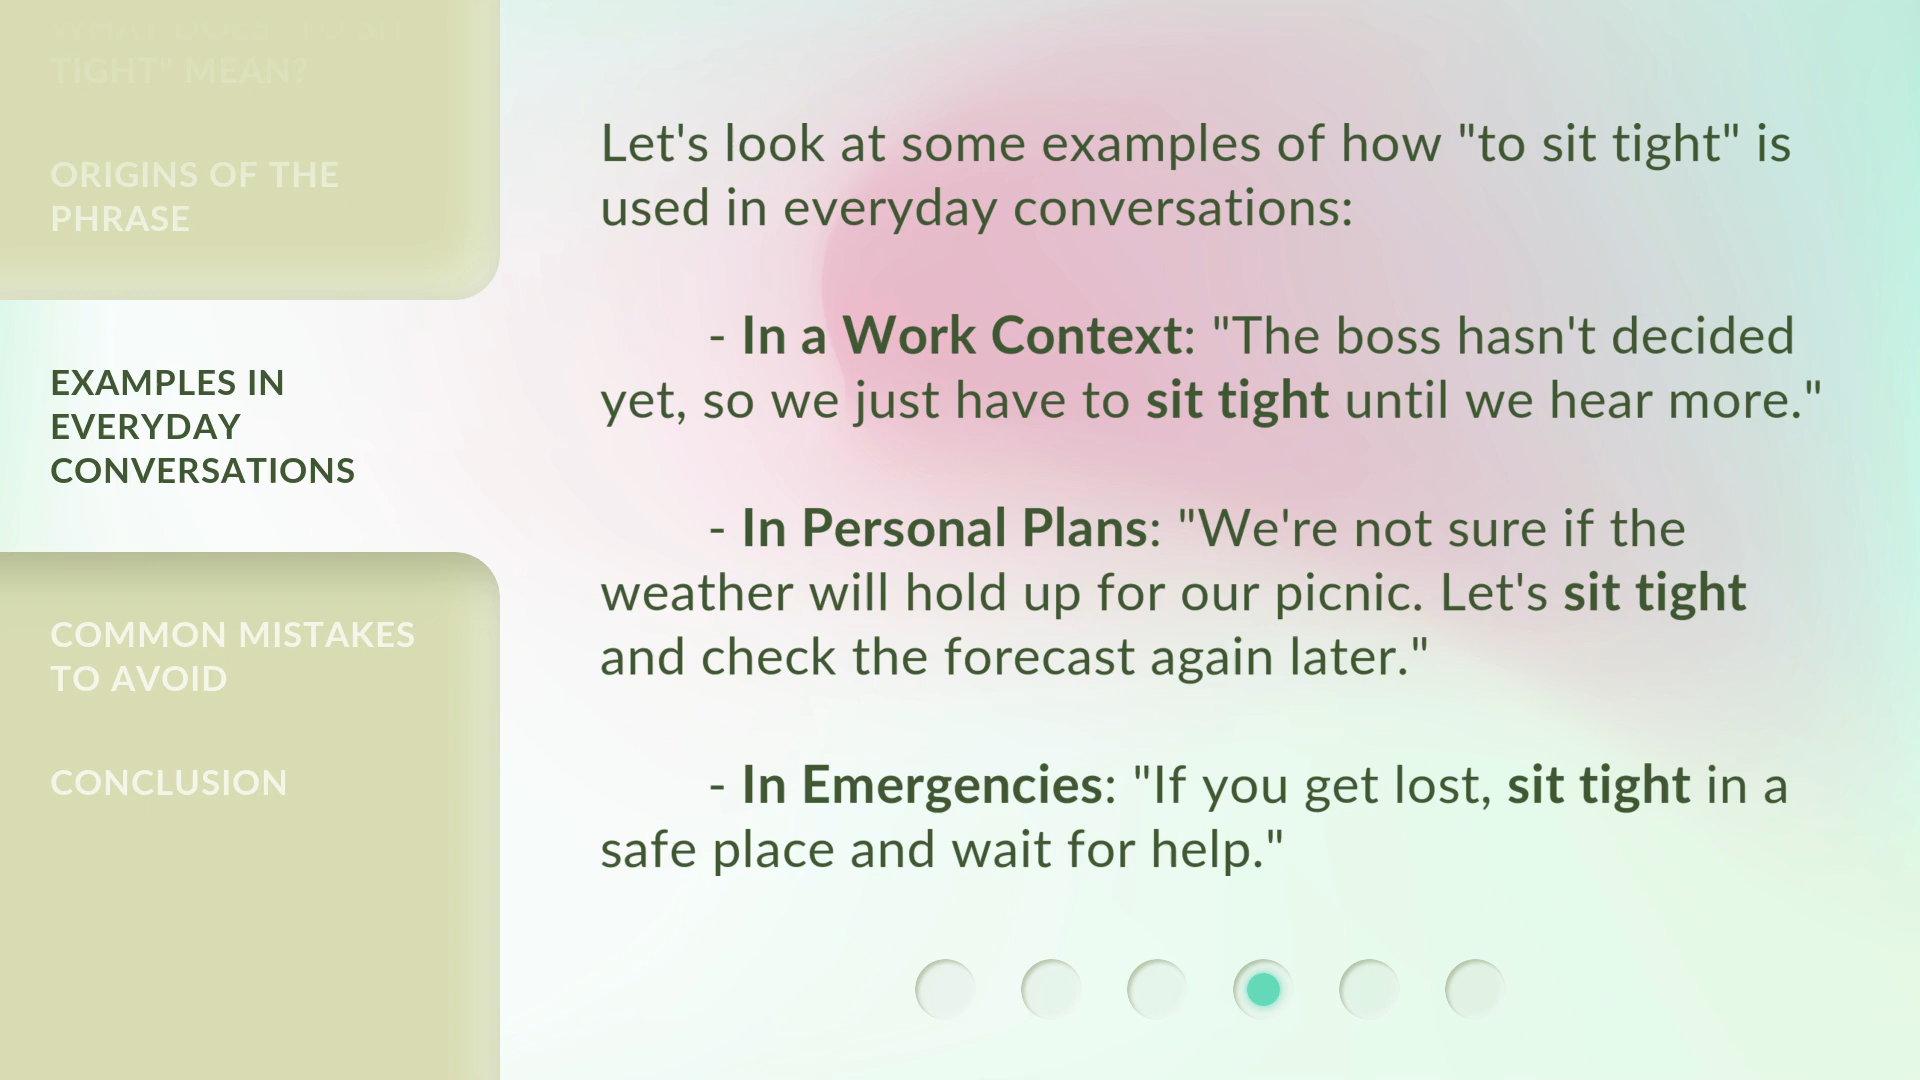 WHAT DOES "TO SIT
TIGHT" MEAN?
ORIGINS OF THE
PHRASE
EXAMPLES IN
EVERYDAY
CONVERSATIONS
COMMON MISTAKES
TO AVOID
CONCLUSION
Let's look at some examples of how "to sit tight" is
used in everyday conversations:
- In a Work Context: "The boss hasn't decided
yet, so we just have to sit tight until we hear more."
- In Personal Plans: "We're not sure if the
weather will hold up for our picnic. Let's sit tight
and check the forecast again later."
- In Emergencies: "If you get lost, sit tight in a
safe place and wait for help."